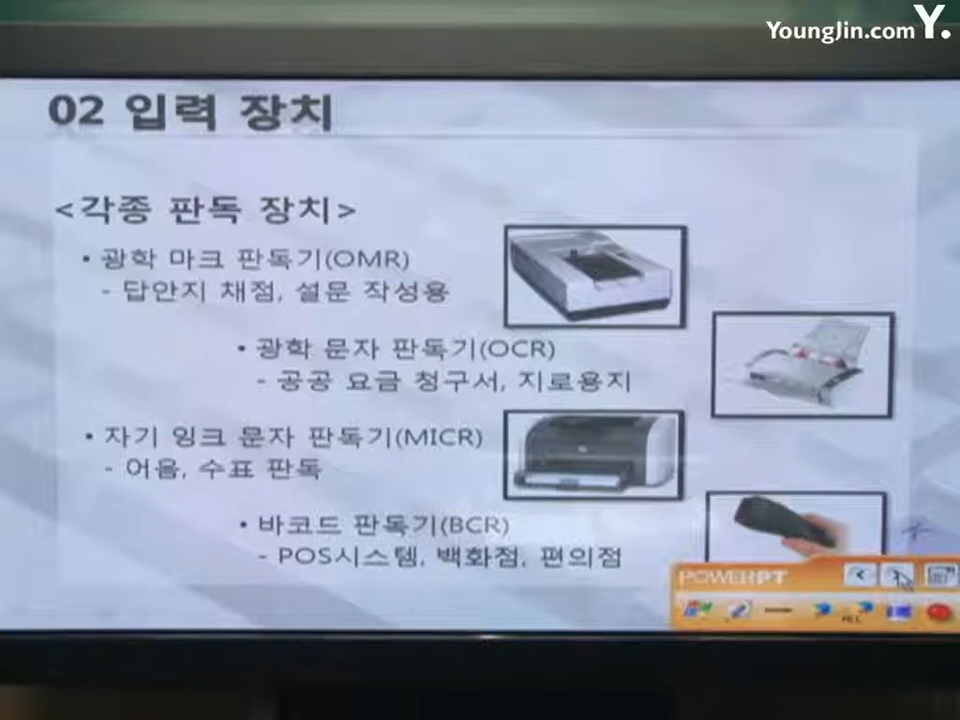 YoungJin.com Y.
02 입력 장치
<각종 판독 장치>
• 광학 마크 판독기(OMR)
- 답안지 채점, 설문 작성용
• 광학 문자 판독기(OCR)
- 공공 요금 청구서, 지로용지
• 자기 잉크 문자 판독기(MICR)
- 어음, 수표 판독
• 바코드 판독기(BCR)
- POS시스템, 백화점, 편의점
POWERPT